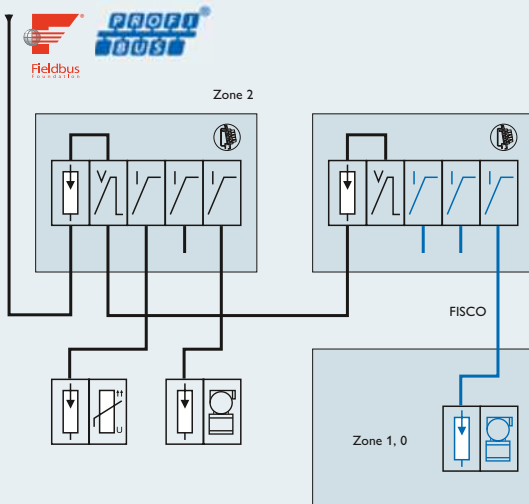 PROFI
BUS®
Fieldbus
Foundation
Zone 2
V
I
I
I
V
I
I
I
FISCO
U
Zone 1, 0